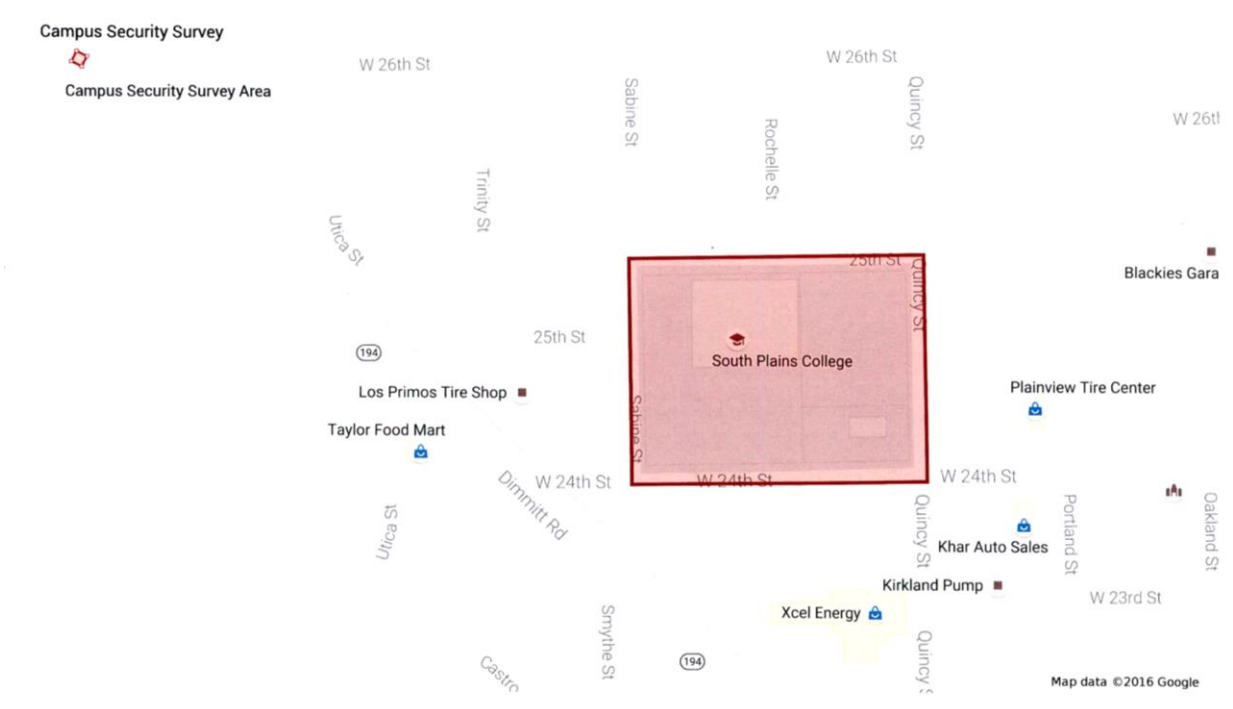 Campus Security Survey
Campus Security Survey Area
W 26th St
W 26th St
Sabine St
Quincy St
W 26th
Rochelle St
Trinity St
Utica St
25th St
Quincy St
Blackies Gara
25th St
194
South Plains College
Los Primos Tire Shop
Plainview Tire Center
Taylor Food Mart
Sabine St
W 24th St
W 24th St
W 24th St
Dimmitt Rd
Utica St
Quincy St
Khar Auto Sales
Portland St
Oakland St
Kirkland Pump
W 23rd St
Xcel Energy
Smythe St
194
Quincy S
Castro
Map data ©2016 Google